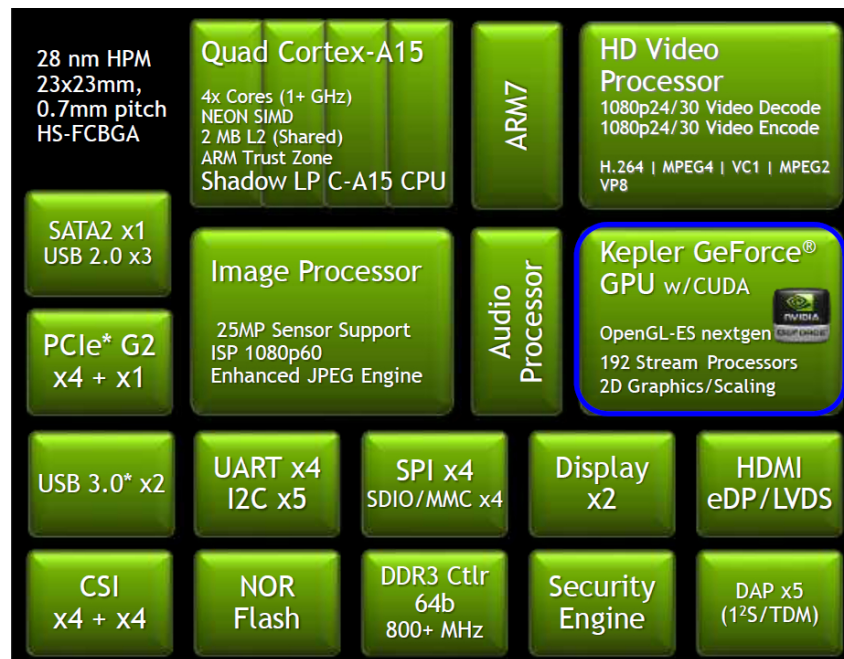 28 nm HPM
23x23mm,
0.7mm pitch
HS-FCBGA
Quad Cortex-A15
4x Cores (1+ GHz)
NEON SIMD
2 MB L2 (Shared)
ARM Trust Zone
Shadow LP C-A15 CPU
ARM7
HD Video
Processor
1080p24/30 Video Decode
1080p24/30 Video Encode
H.264 | MPEG4 | VC1 | MPEG2
VP8
SATA2 x1
USB 2.0 x3
Image Processor
25MP Sensor Support
ISP 1080p60
Enhanced JPEG Engine
Audio
Processor
Kepler GeForce®
GPU w/CUDA
OpenGL-ES nextgen
192 Stream Processors
2D Graphics/Scaling
NVIDIA
GEFORCE
PCIe* G2
x4 + x1
USB 3.0* x2
UART x4
I2C x5
SPI x4
SDIO/MMC x4
Display
x2
HDMI
eDP/LVDS
CSI
x4 + x4
NOR
Flash
DDR3 Ctlr
64b
800+ MHz
Security
Engine
DAP x5
(1²S/TDM)